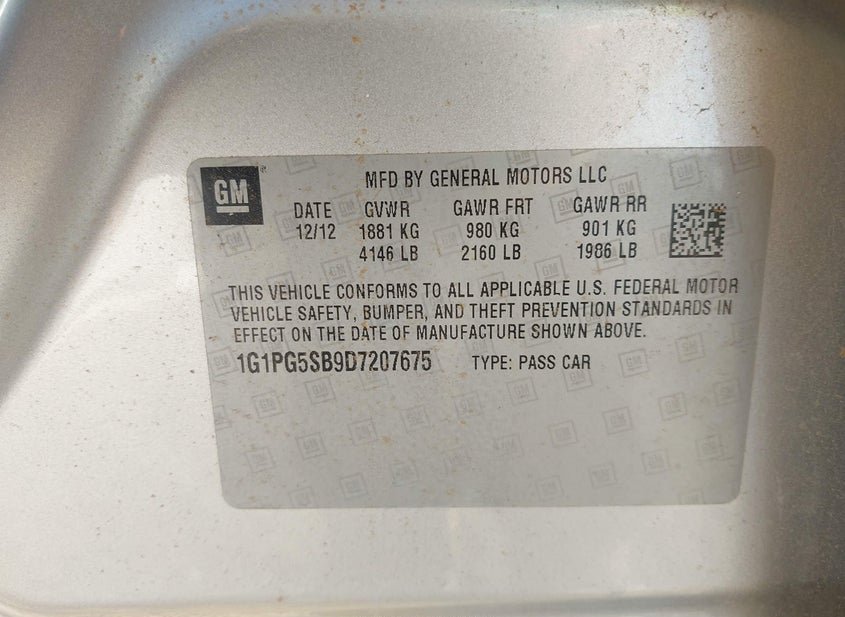 GM
MFD BY GENERAL MOTORS LLC
DATE GVWR GAWR FRT GAWR RR
12/12 1881 KG 980 KG 901 KG
4146 LB 2160 LB 1986 LB
THIS VEHICLE CONFORMS TO ALL APPLICABLE U.S. FEDERAL MOTOR
VEHICLE SAFETY, BUMPER, AND THEFT PREVENTION STANDARDS IN
EFFECT ON THE DATE OF MANUFACTURE SHOWN ABOVE.
1G1PG5SB9D7207675 TYPE: PASS CAR